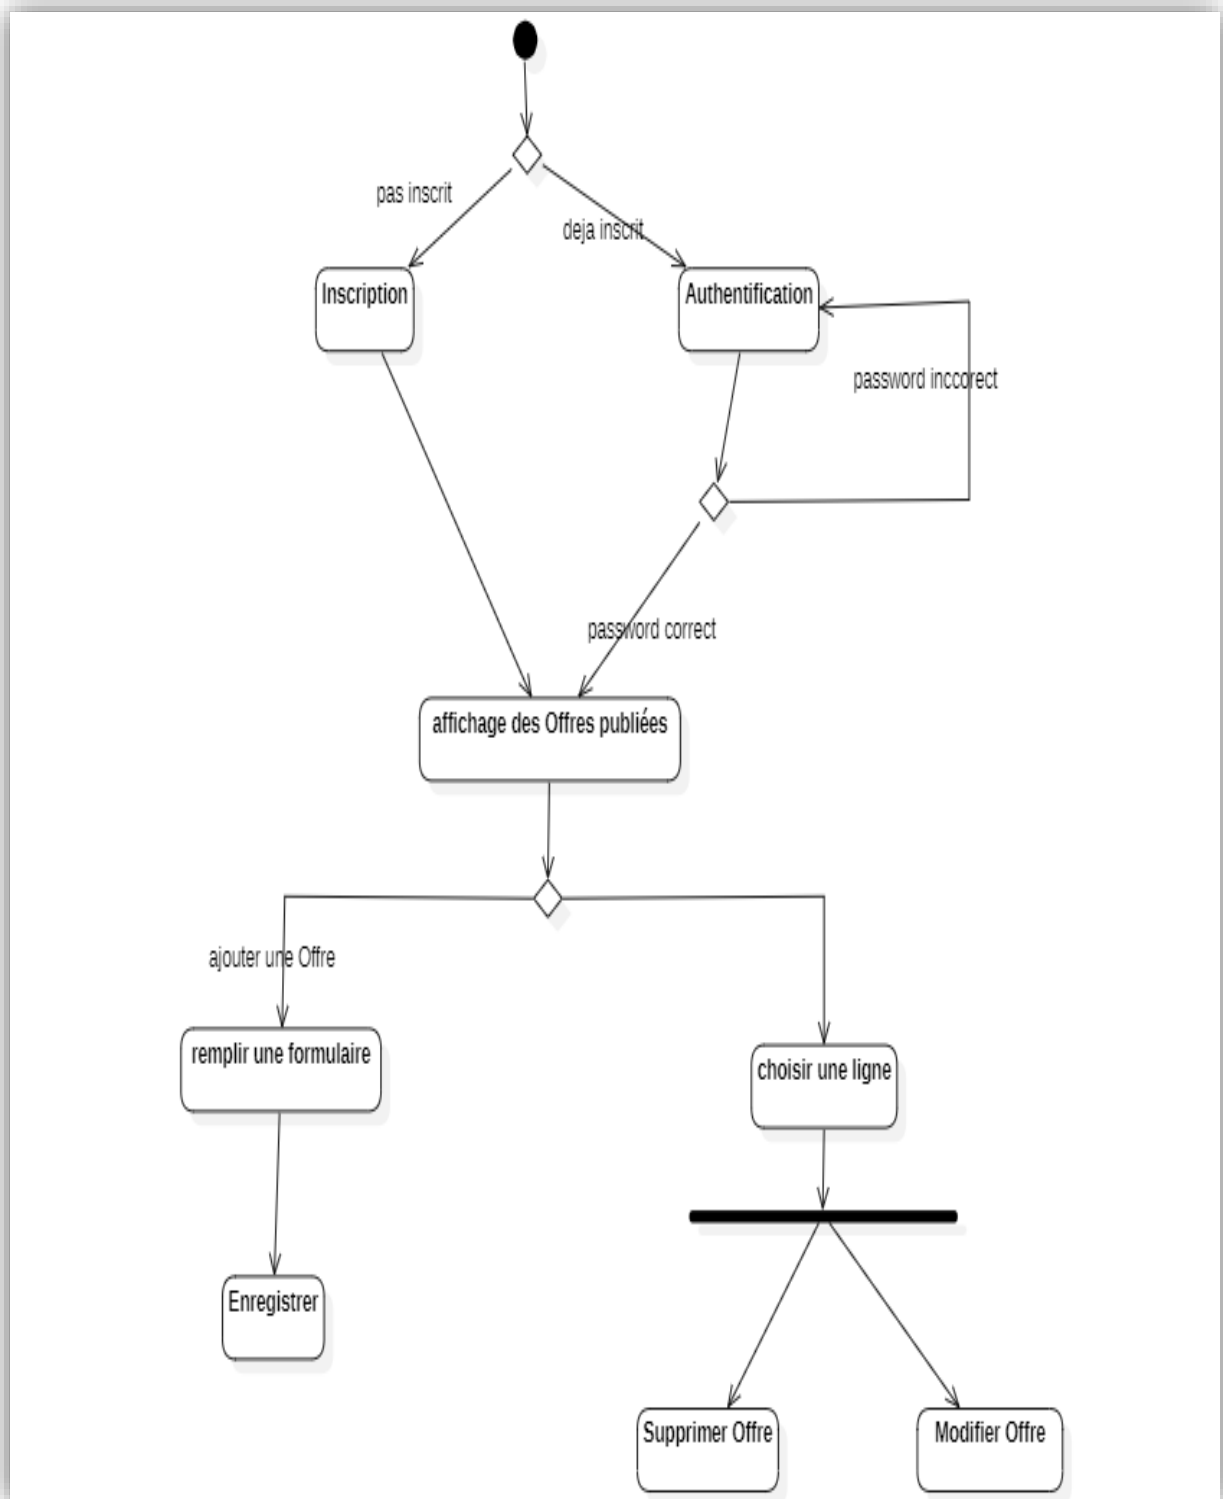 pas inscrit
deja inscrit
Inscription
Authentification
password inccorect
password correct
affichage des Offres publiées
ajouter une Offre
remplir une formulaire
choisir une ligne
Enregistrer
Supprimer Offre
Modifier Offre